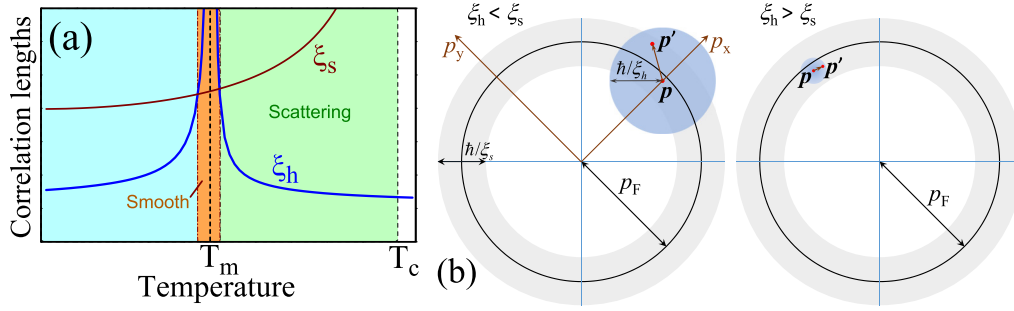 (a)
Correlation lengths
ξs
Scattering
ξh
Smooth
Tm
Tc
Temperature
(b)
ξh < ξs
py
px
p′
ħ/ξh
p
ħ/ξs
pF
ξh > ξs
p p′
pF